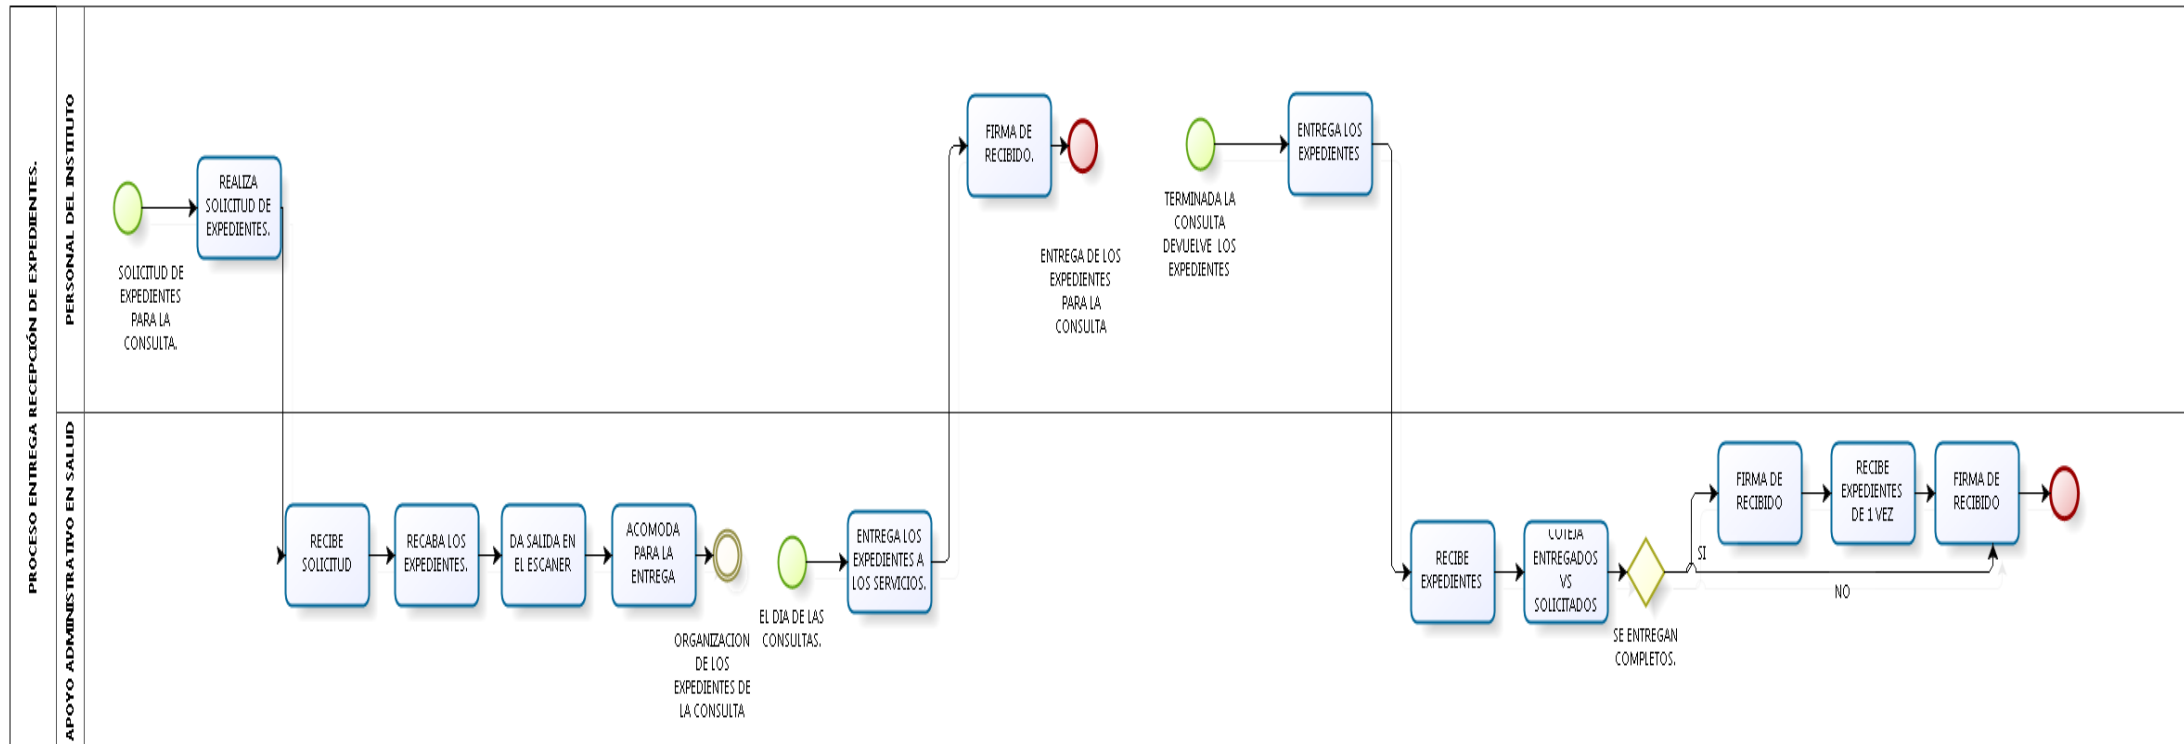 PROCESO ENTREGA RECEPCIÓN DE EXPEDIENTES.
PERSONAL DEL INSTITUTO
SOLICITUD DE
EXPEDIENTES
PARA LA
CONSULTA.
REALIZA
SOLICITUD DE
EXPEDIENTES.
FIRMA DE
RECIBIDO.
ENTREGA DE LOS
EXPEDIENTES
PARA LA
CONSULTA
TERMINADA LA
CONSULTA
DEVUELVE LOS
EXPEDIENTES
ENTREGA LOS
EXPEDIENTES
APOYO ADMINISTRATIVO EN SALUD
RECIBE
SOLICITUD
RECABA LOS
EXPEDIENTES.
DA SALIDA EN
EL ESCANER
ACOMODA
PARA LA
ENTREGA
ORGANIZACION
DE LOS
EXPEDIENTES DE
LA CONSULTA
EL DIA DE LAS
CONSULTAS.
ENTREGA LOS
EXPEDIENTES A
LOS SERVICIOS.
RECIBE
EXPEDIENTES
COTEJA
ENTREGADOS
VS
SOLICITADOS
SE ENTREGAN
COMPLETOS.
SI
NO
FIRMA DE
RECIBIDO
RECIBE
EXPEDIENTES
DE 1 VEZ
FIRMA DE
RECIBIDO